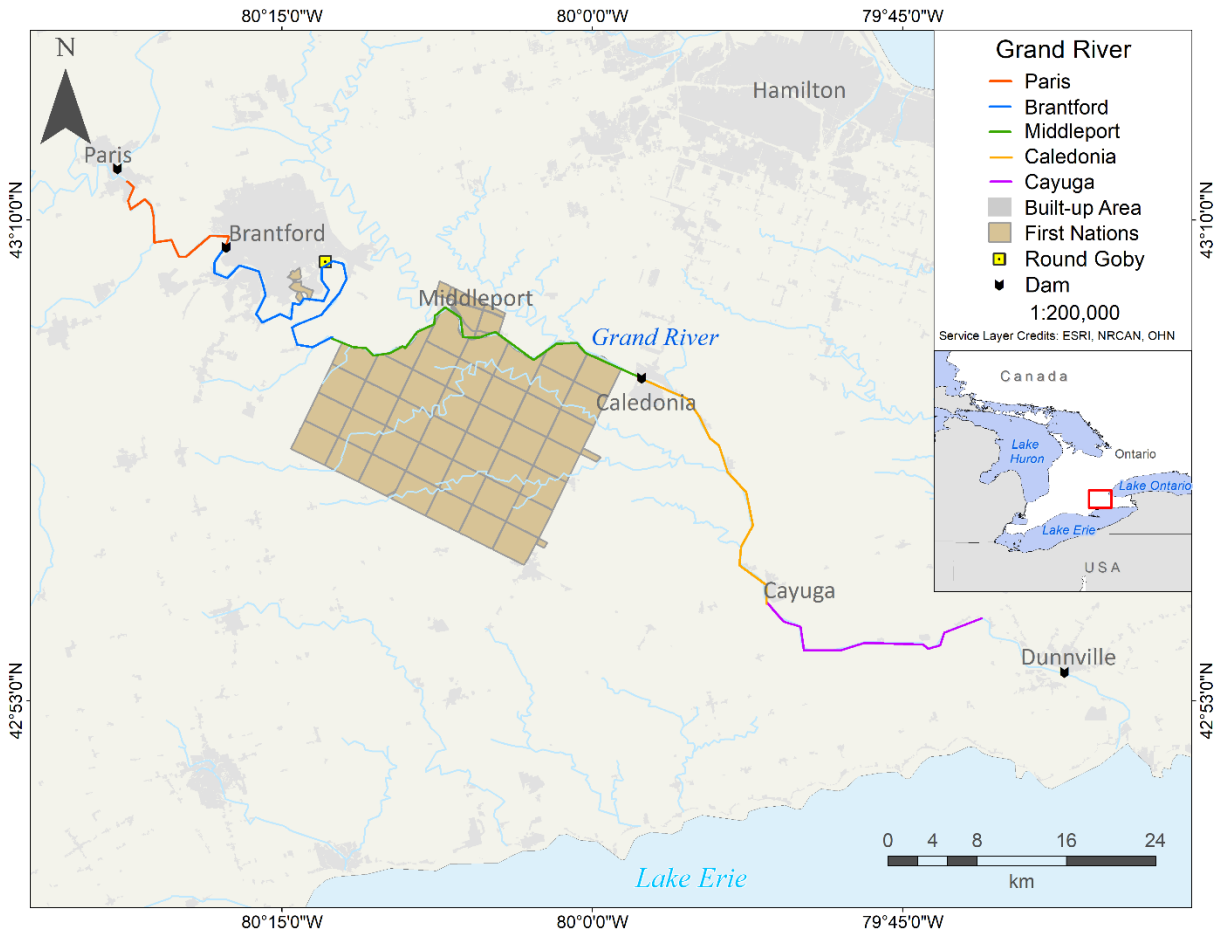 80°15'0"W
80°0'0"W
79°45'0"W
N
Hamilton
Paris
Brantford
Middleport
Grand River
Caledonia
Cayuga
Dunnville
Lake Erie
43°10'0"N
42°53'0"N
43°10'0"N
42°53'0"N
Grand River
Paris
Brantford
Middleport
Caledonia
Cayuga
Built-up Area
First Nations
Round Goby
Dam
1:200,000
Service Layer Credits: ESRI, NRCAN, OHN
Canada
Lake
Huron
Ontario
Lake Ontario
Lake Erie
USA
0 4 8 16 24
km
80°15'0"W
80°0'0"W
79°45'0"W